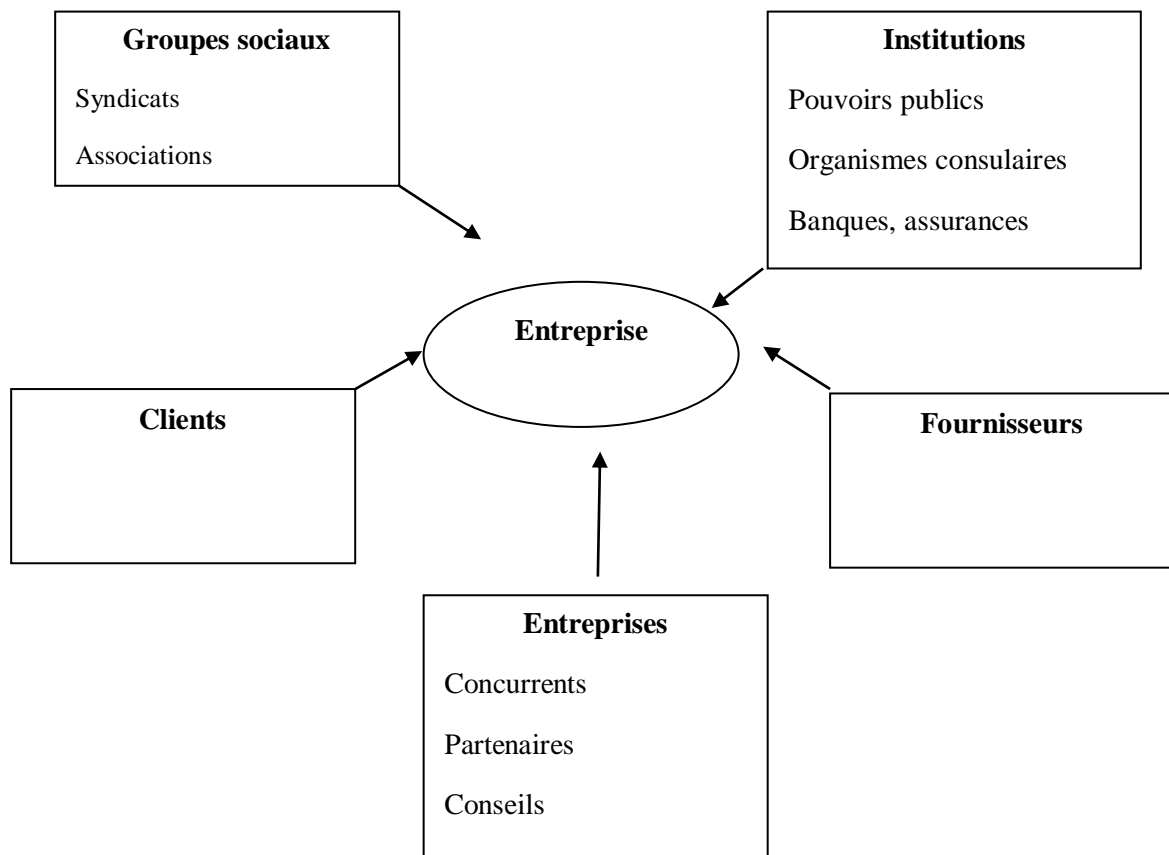 Groupes sociaux
Syndicats
Associations
Institutions
Pouvoirs publics
Organismes consulaires
Banques, assurances
Entreprise
Clients
Fournisseurs
Entreprises
Concurrents
Partenaires
Conseils